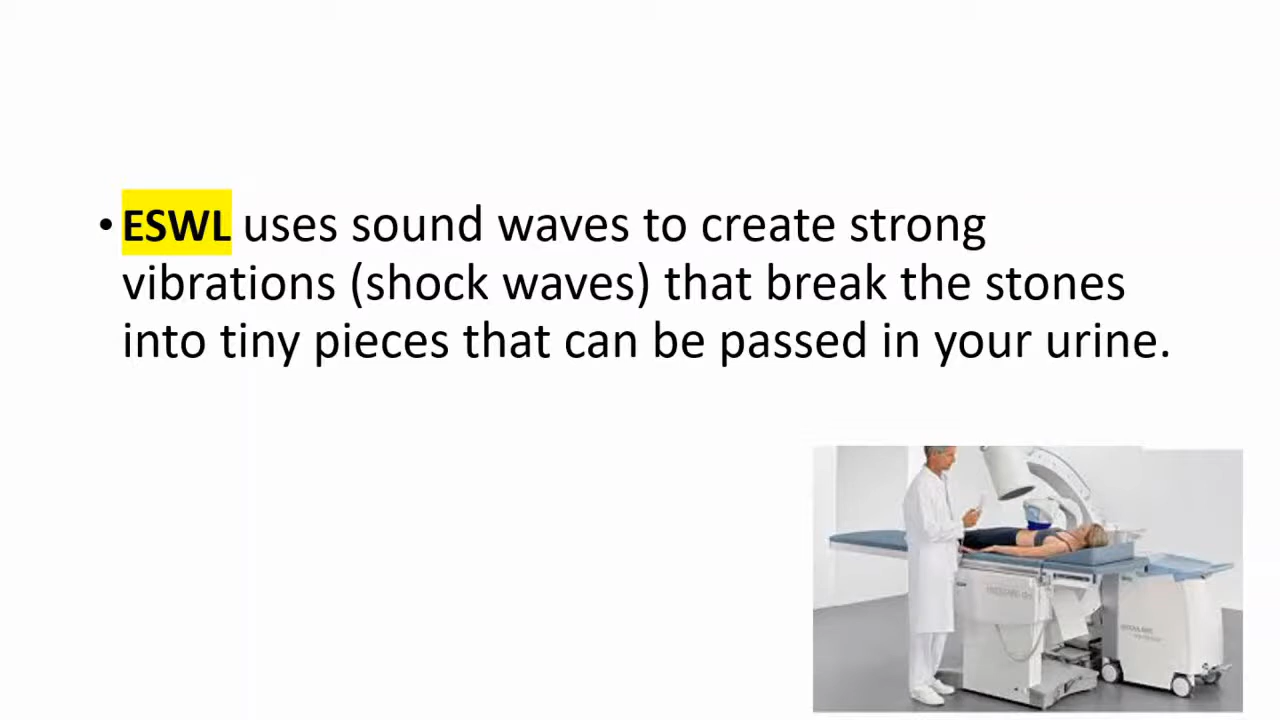 • ESWL uses sound waves to create strong
vibrations (shock waves) that break the stones
into tiny pieces that can be passed in your urine.